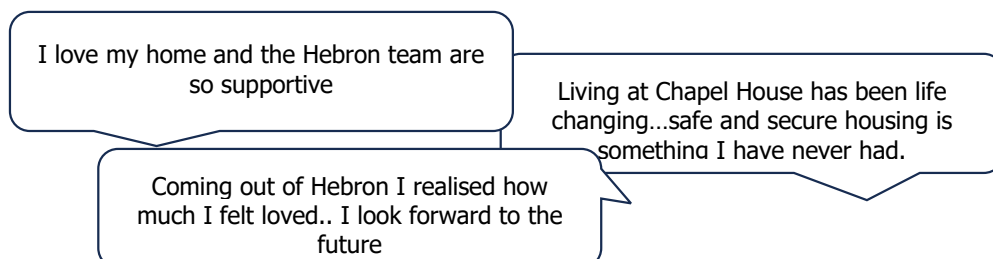 I love my home and the Hebron team are
so supportive
Living at Chapel House has been life
changing...safe and secure housing is
something I have never had.
Coming out of Hebron I realised how
much I felt loved.. I look forward to the
future